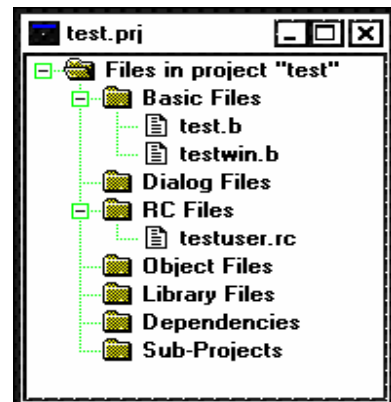 test.prj
Files in project "test"
Basic Files
test.b
testwin.b
Dialog Files
RC Files
testuser.rc
Object Files
Library Files
Dependencies
Sub-Projects